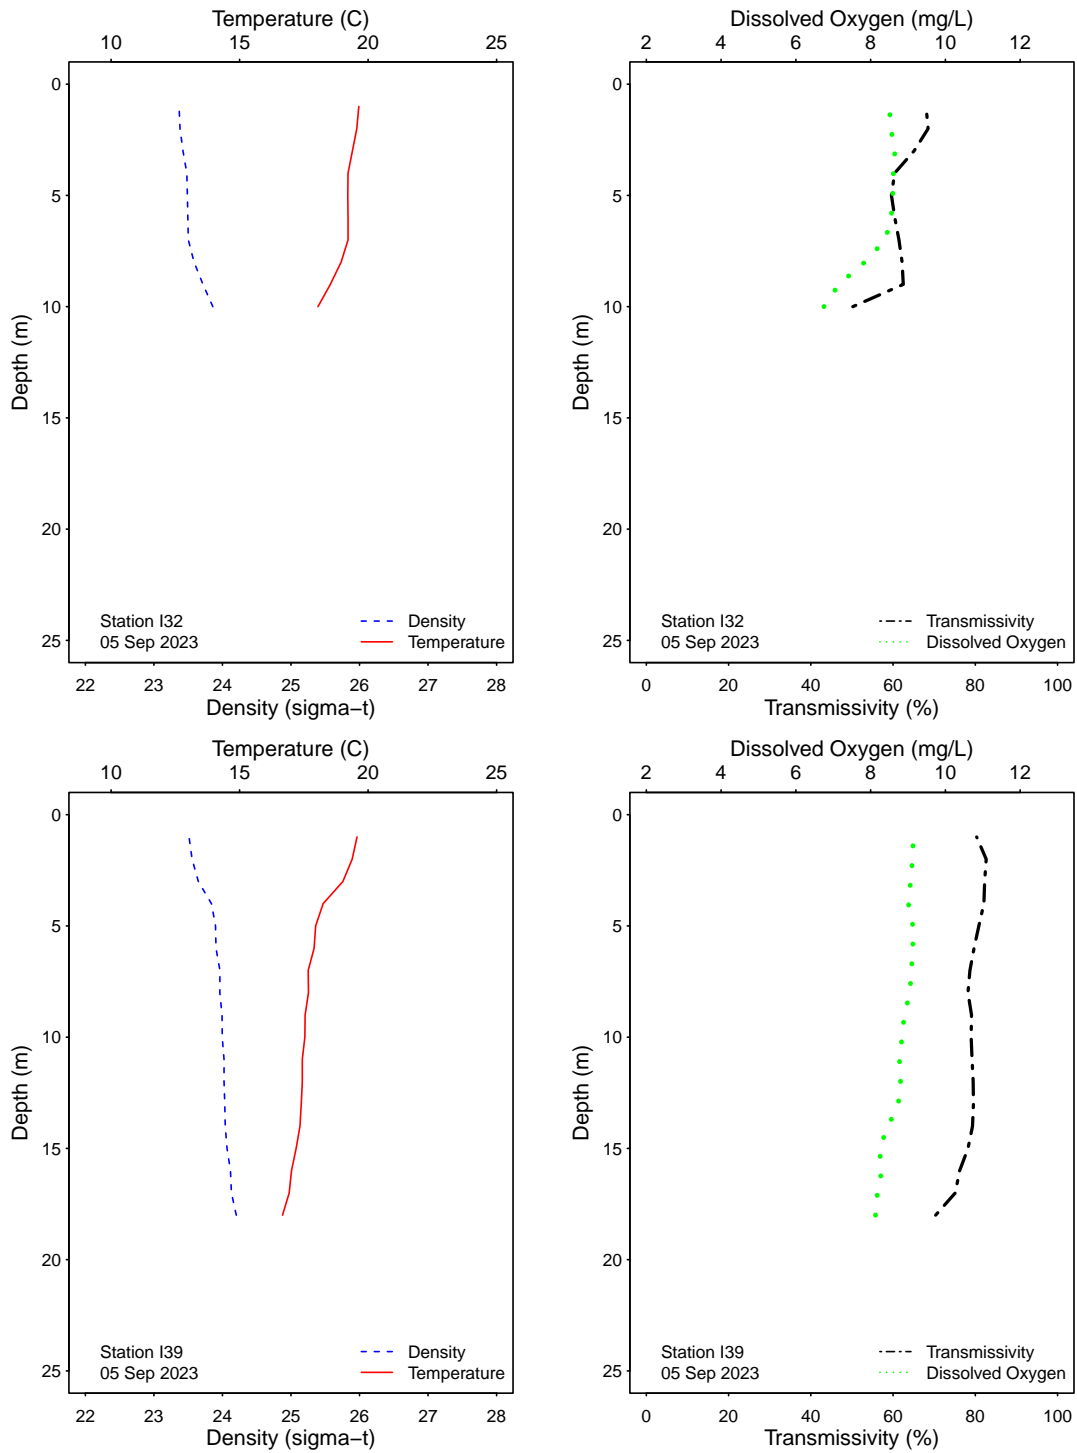 Temperature (C)
10 15 20 25
0
5
10
15
20
25
Depth (m)
Station I32
05 Sep 2023
Density
Temperature
22 23 24 25 26 27 28
Density (sigma−t)
Dissolved Oxygen (mg/L)
2 4 6 8 10 12
0
5
10
15
20
25
Depth (m)
Station I32
05 Sep 2023
Transmissivity
Dissolved Oxygen
0 20 40 60 80 100
Transmissivity (%)
Temperature (C)
10 15 20 25
0
5
10
15
20
25
Depth (m)
Station I39
05 Sep 2023
Density
Temperature
22 23 24 25 26 27 28
Density (sigma−t)
Dissolved Oxygen (mg/L)
2 4 6 8 10 12
0
5
10
15
20
25
Depth (m)
Station I39
05 Sep 2023
Transmissivity
Dissolved Oxygen
0 20 40 60 80 100
Transmissivity (%)